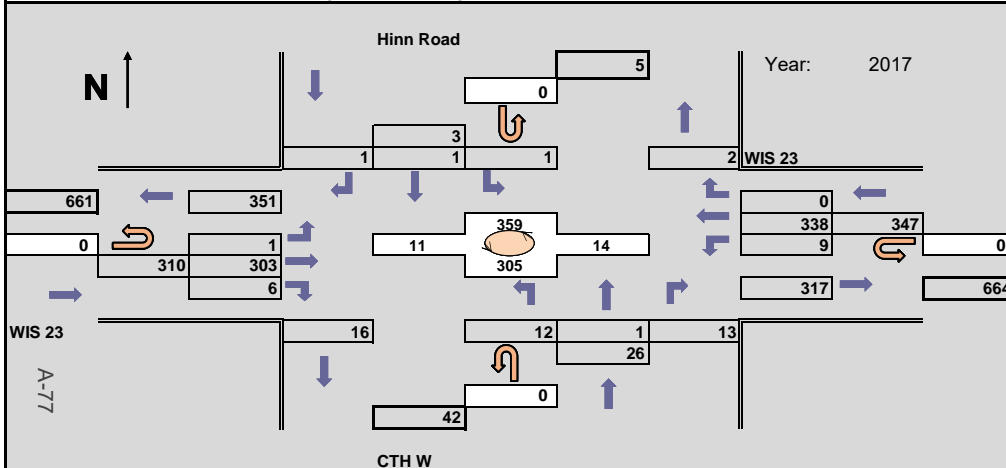 Hinn Road
5
Year: 2017
N
0
3
1 1 1 2 WIS 23
661 351 0
359 338 347
0 1 11 14 9 0
310 303 305
6 317 664
WIS 23 16 12 1 13
26
A-77
0
42
CTH W